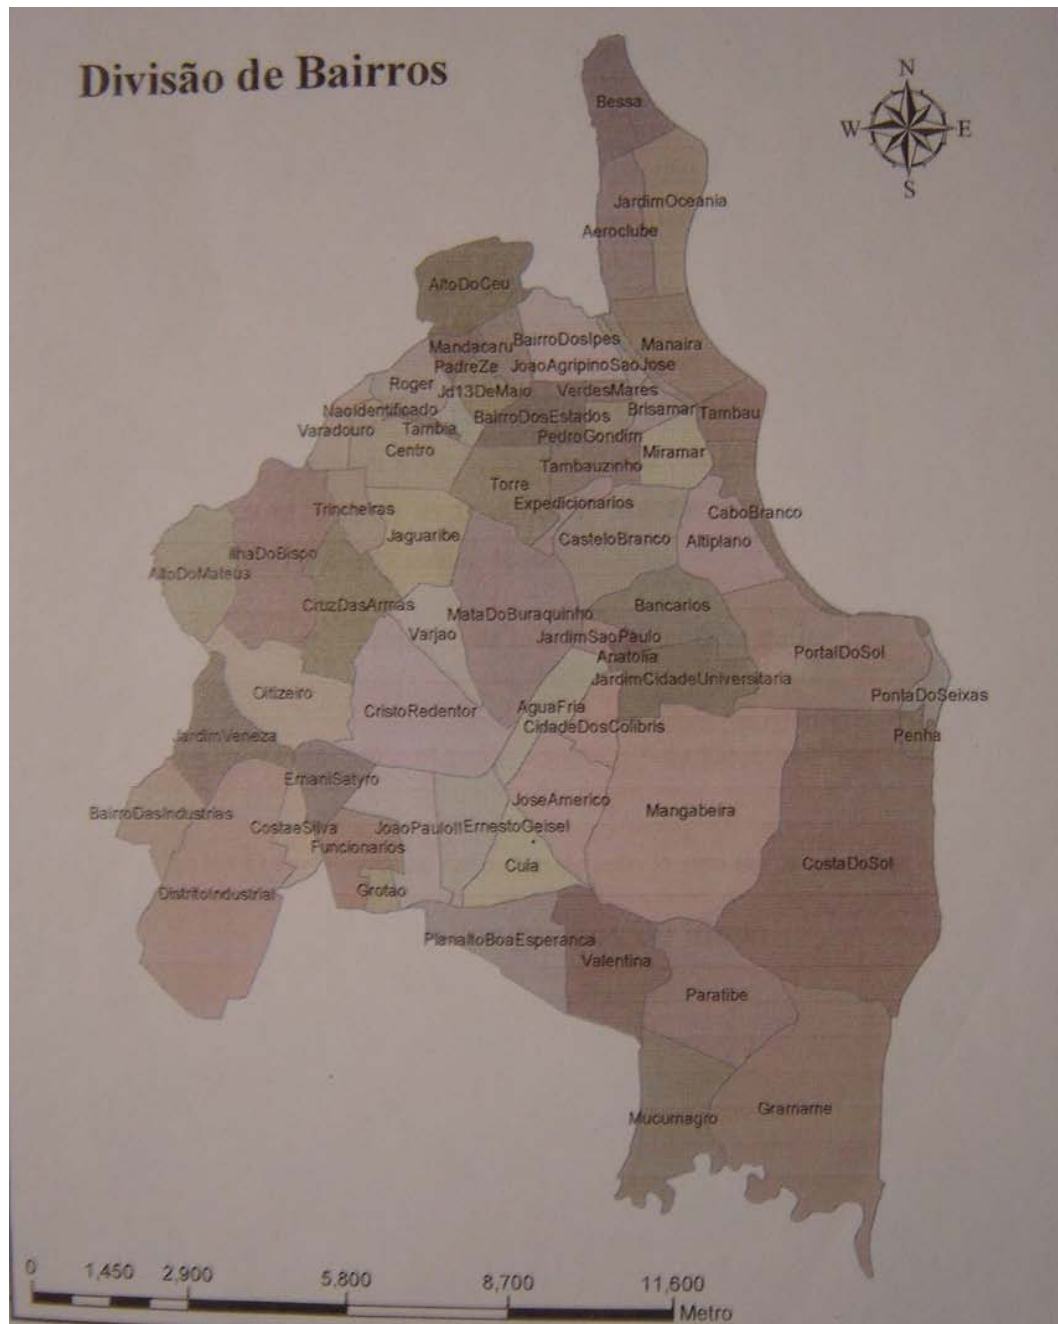 Divisão de Bairros
N
W E
S
Bessa
JardimOceania
Aeroclube
AltoDoCeu
BairroDosIpes
Manaira
Mandacaru
PadreZe
JoaoAgripinoSaoJose
Roger
Jd13DeMaio
VerdesMares
NaoIdentificado
BairroDosEstados
Brisamar
Tambau
Varadouro
Tambia
PedroGondim
Centro
Miramar
Tambauzinho
Torre
Trincheiras
Expedicionarios
CaboBranco
Jaguaribe
CasteloBranco
Altiplano
IlhaDoBispo
AltoDoMateus
CruzDasArmas
Bancarios
MataDoBuraquinho
Varjao
JardimSaoPaulo
Anatolia
PortalDoSol
JardimCidadeUniversitaria
Oitizeiro
PontaDoSeixas
CristoRedentor
AguaFria
CidadeDosColibris
JardimVeneza
Penha
ErnaniSatyro
JoseAmerico
BairroDasIndustrias
Mangabeira
CostaeSilva
JoaoPauloII
ErnestoGeisel
Funcionarios
Cuia
CostaDoSol
DistritoIndustrial
Grotao
PlanaltoBoaEsperanca
Valentina
Paratibe
Mucumagro
Gramame
0 1,450 2,900 5,800 8,700 11,600
Metro